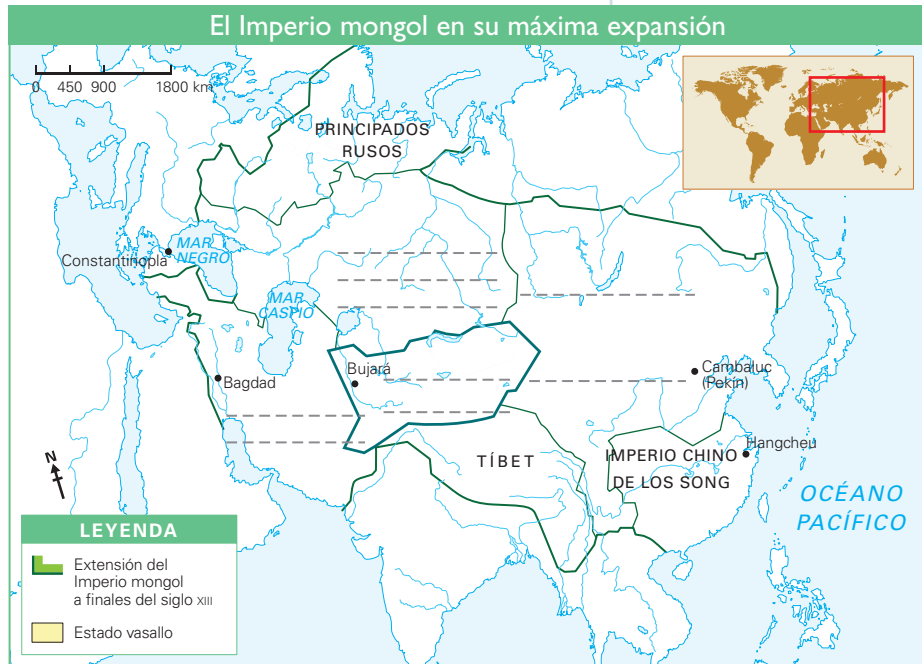 El Imperio mongol en su máxima expansión
0 450 900 1800 km
PRINCIPADOS
RUSOS
Constantinopla
MAR
NEGRO
MAR
CASPIO
Bagdad
Bujará
Cambaluc
(Pekín)
Hangcheu
TÍBET
IMPERIO CHINO
DE LOS SONG
OCÉANO
PACÍFICO
N
LEYENDA
Extensión del
Imperio mongol
a finales del siglo XIII
Estado vasallo